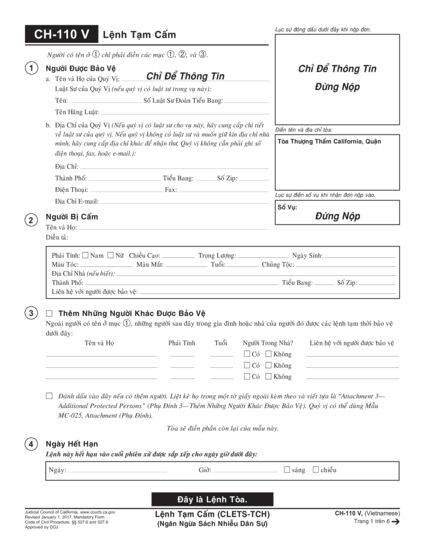 CH-110 V Lệnh Tạm Cấm
Lục sự đóng dấu dưới đây khi nộp đơn.
Chỉ Để Thông Tin
Đừng Nộp
Điền tên và địa chỉ tòa:
Tòa Thượng Thẩm California, Quận
Lục sự điền số vụ khi nhận đơn nộp vào.
Số Vụ:
Đừng Nộp
Người có tên ở ① chỉ phải điền các mục ①, ②, và ③.
1 Người Được Bảo Vệ
a. Tên và Họ của Quý Vị: Chỉ Để Thông Tin
Luật Sư của Quý Vị (nếu quý vị có luật sư trong vụ này):
Tên: Số Luật Sư Đoàn Tiểu Bang:
Tên Hãng Luật:
b. Địa Chỉ của Quý Vị (Nếu quý vị có luật sư cho vụ này, hãy cung cấp chi tiết
về luật sư của quý vị. Nếu quý vị không có luật sư và muốn giữ kín địa chỉ nhà
mình, hãy cung cấp địa chỉ khác để nhận thư. Quý vị không cần phải ghi số
điện thoại, fax, hoặc e-mail.):
Địa Chỉ:
Thành Phố: Tiểu Bang: Số Zip:
Điện Thoại: Fax:
Địa Chỉ E-mail:
2 Người Bị Cấm
Tên và Họ:
Diễn tả:
Phái Tính: Nam Nữ Chiều Cao: Trọng Lượng: Ngày Sinh:
Màu Tóc: Màu Mắt: Tuổi: Chủng Tộc:
Địa Chỉ Nhà (nếu biết):
Thành Phố: Tiểu Bang: Số Zip:
Liên hệ với người được bảo vệ:
3 Thêm Những Người Khác Được Bảo Vệ
Ngoài người có tên ở mục ①, những người sau đây trong gia đình hoặc nhà của người đó được các lệnh tạm thời bảo vệ
dưới đây:
Tên và Họ Phái Tính Tuổi Người Trong Nhà? Liên hệ với người được bảo vệ
Có Không
Có Không
Có Không
Đánh dấu vào đây nếu có thêm người. Liệt kê họ trong một tờ giấy ngoài kèm theo và viết tựa là "Attachment 3—
Additional Protected Persons" (Phụ Đính 3—Thêm Những Người Khác Được Bảo Vệ). Quý vị có thể dùng Mẫu
MC-025, Attachment (Phụ Đính).
Tòa sẽ điền phần còn lại của mẫu này.
4 Ngày Hết Hạn
Lệnh này hết hạn vào cuối phiên xử được sắp xếp cho ngày giờ dưới đây:
Ngày: Giờ: sáng chiều
Đây là Lệnh Tòa.
Judicial Council of California, www.courts.ca.gov
Revised January 1, 2017, Mandatory Form
Code of Civil Procedure, §§ 527.6 and 527.9
Approved by DOJ
Lệnh Tạm Cấm (CLETS-TCH)
(Ngăn Ngừa Sách Nhiễu Dân Sự)
CH-110 V, (Vietnamese)
Trang 1 trên 6